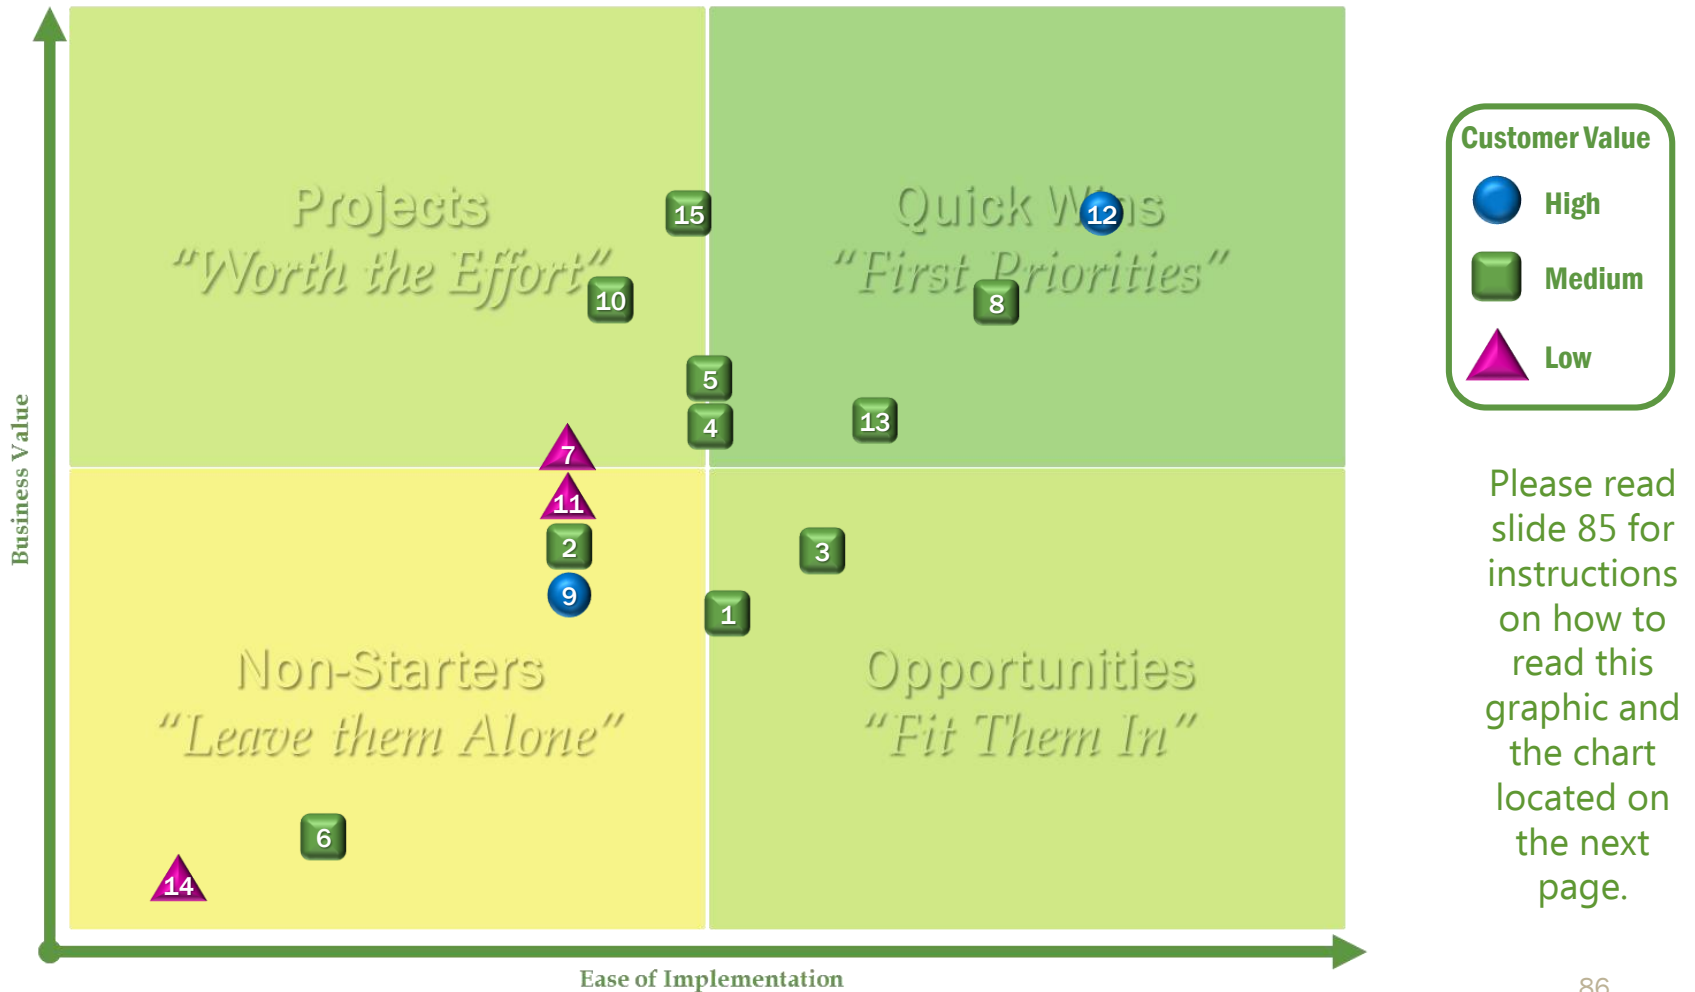 Business Value
Projects
"Worth the Effort"
Quick Wins
"First Priorities"
15
12
10
8
5
4
13
7
11
2
9
3
1
Non-Starters
"Leave them Alone"
Opportunities
"Fit Them In"
6
14
Ease of Implementation
Customer Value
High
Medium
Low
Please read
slide 85 for
instructions
on how to
read this
graphic and
the chart
located on
the next
page.
86